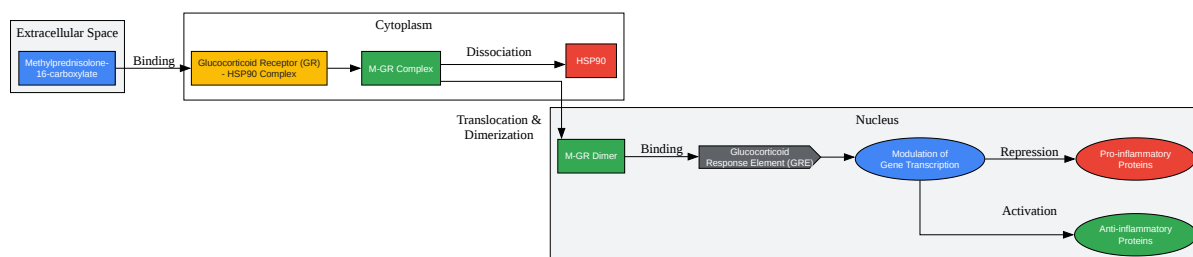 Extracellular Space
Methylprednisolone-
16-carboxylate
Binding
Cytoplasm
Glucocorticoid Receptor (GR)
- HSP90 Complex
M-GR Complex
Dissociation
HSP90
Translocation &
Dimerization
Nucleus
M-GR Dimer
Binding
Glucocorticoid
Response Element (GRE)
Modulation of
Gene Transcription
Repression
Pro-inflammatory
Proteins
Activation
Anti-inflammatory
Proteins